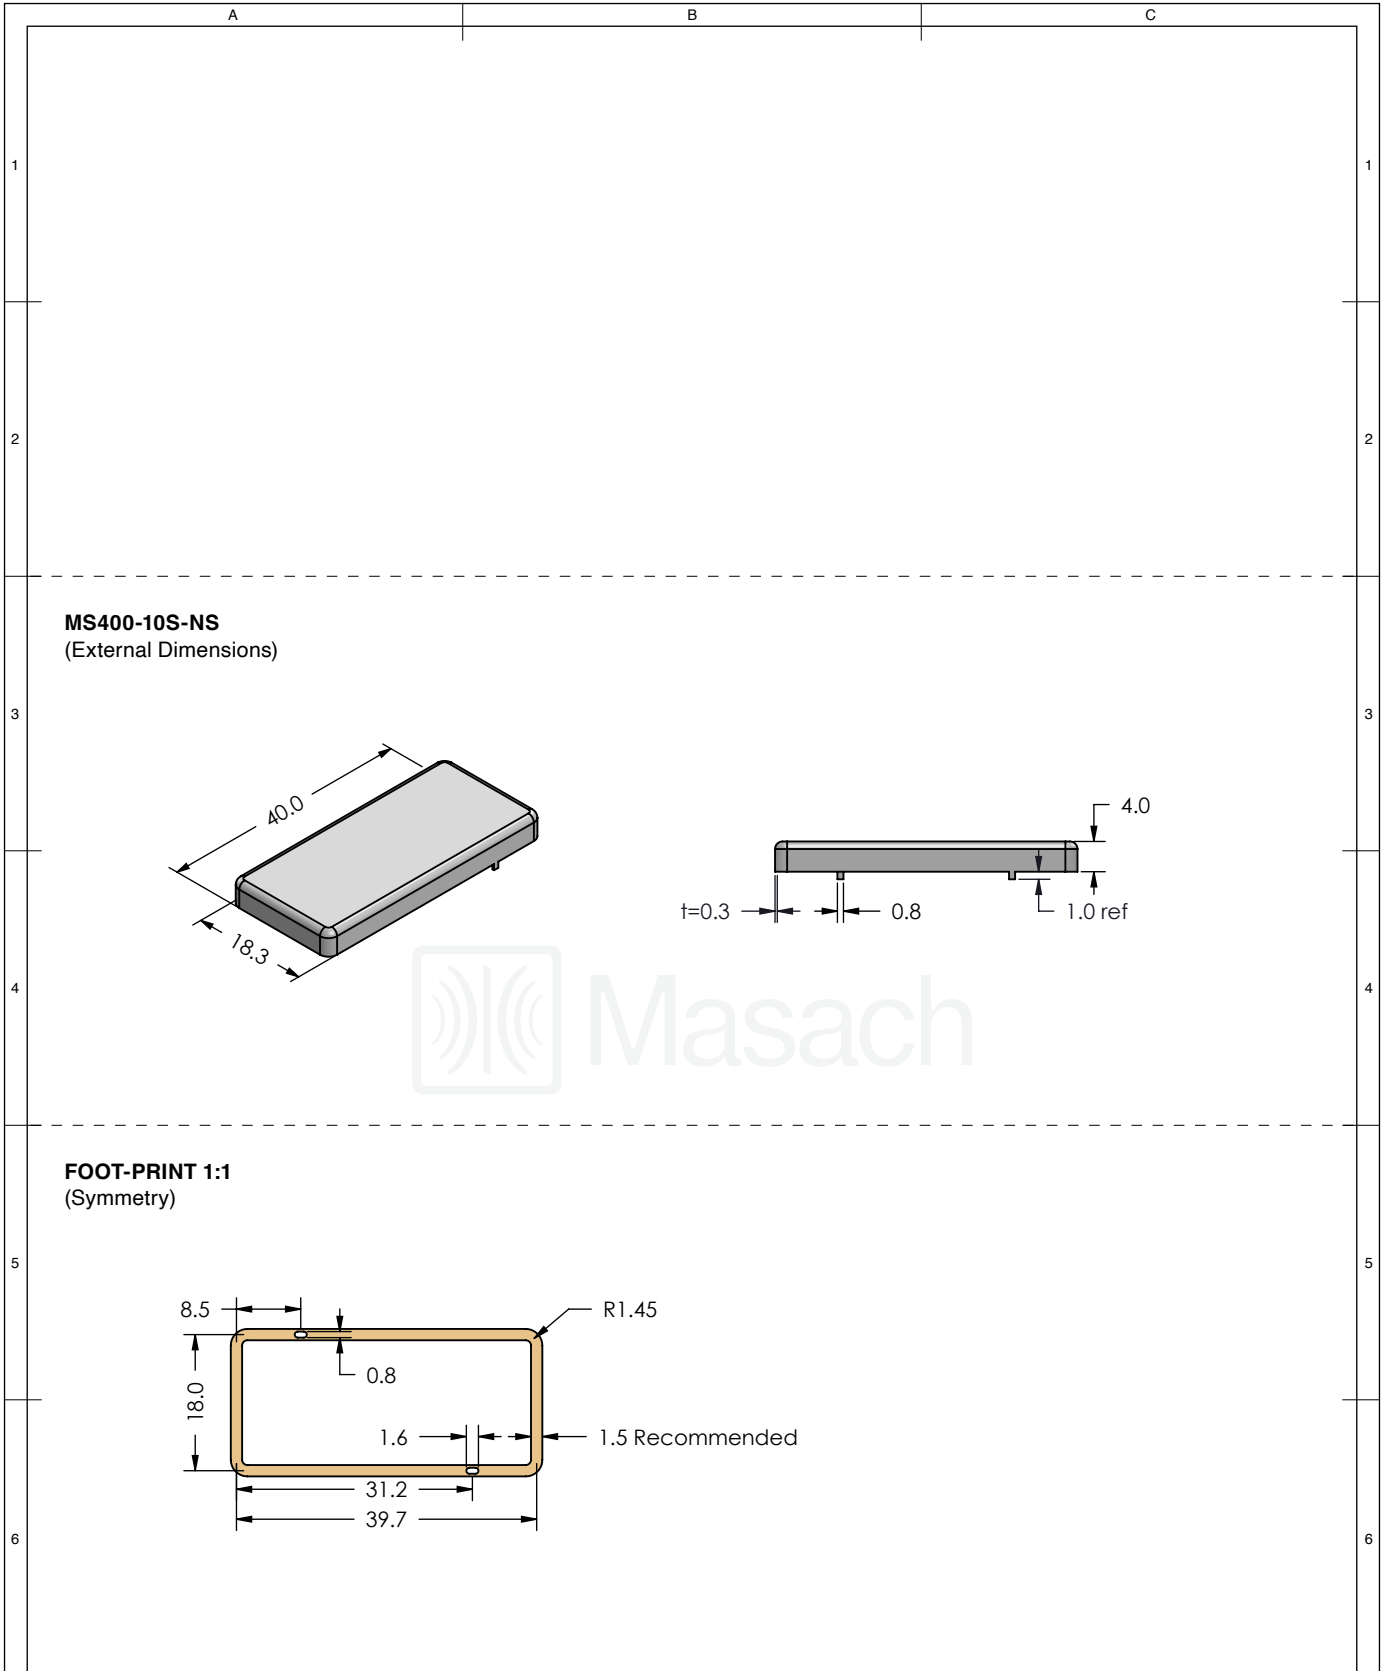 A
B
C
1
1
2
2
MS400-10S-NS
(External Dimensions)
3
3
40.0
18.3
4.0
t=0.3
0.8
1.0 ref
Masach
4
4
FOOT-PRINT 1:1
(Symmetry)
5
5
8.5
R1.45
0.8
18.0
1.6
1.5 Recommended
31.2
39.7
6
6